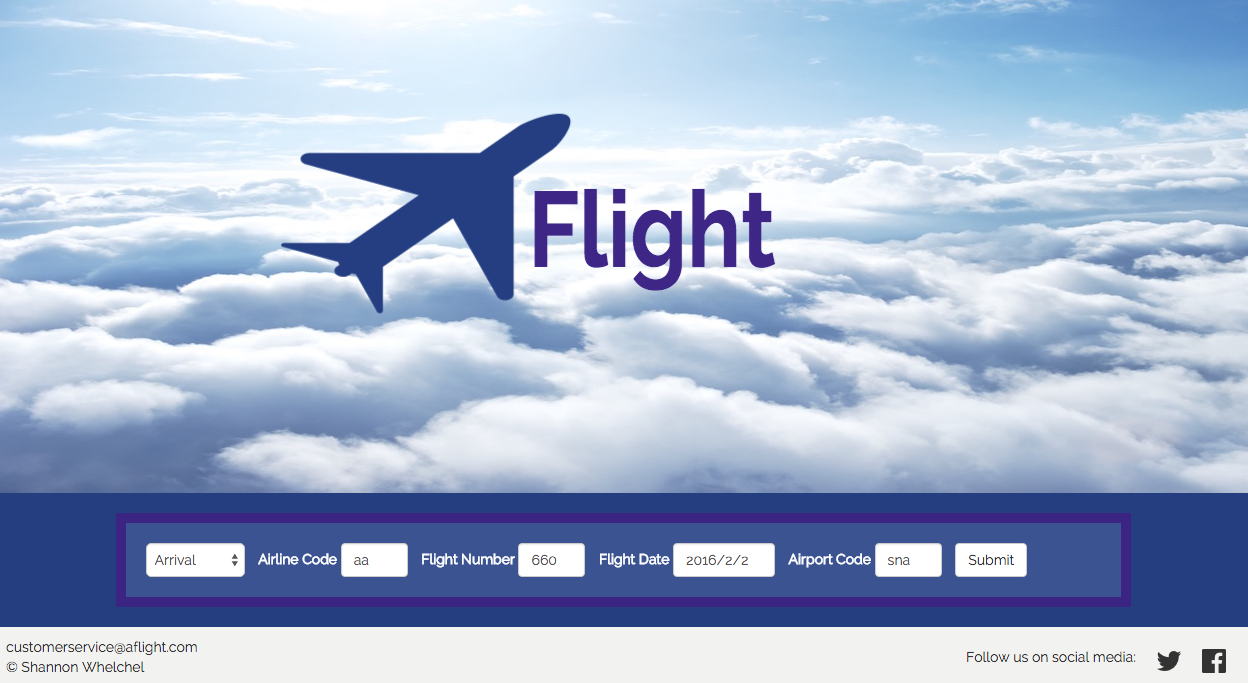 Flight
Arrival Airline Code aa Flight Number 660 Flight Date 2016/2/2 Airport Code sna Submit
customerservice@aflight.com
© Shannon Whelchel
Follow us on social media: